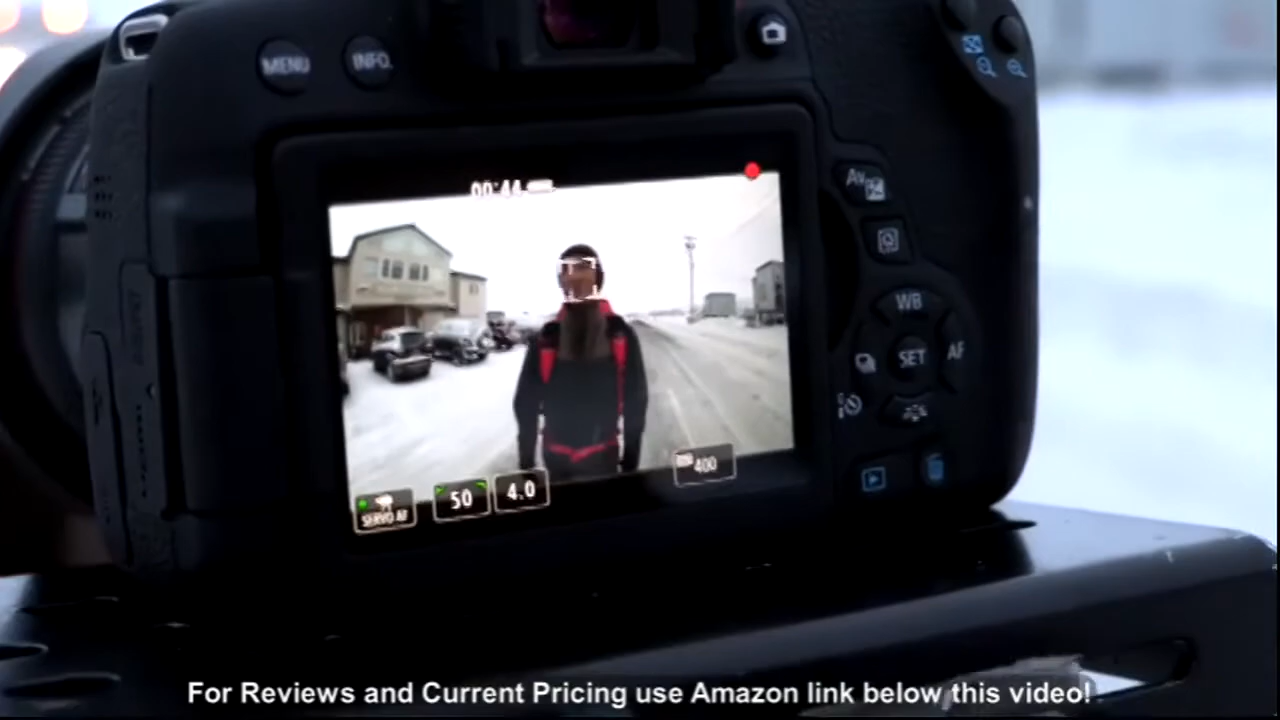 MENU
INFO.
00:44
Av
Q
WB
SET
AF
SERVO AF
50
4.0
ISO 400
For Reviews and Current Pricing use Amazon link below this video!